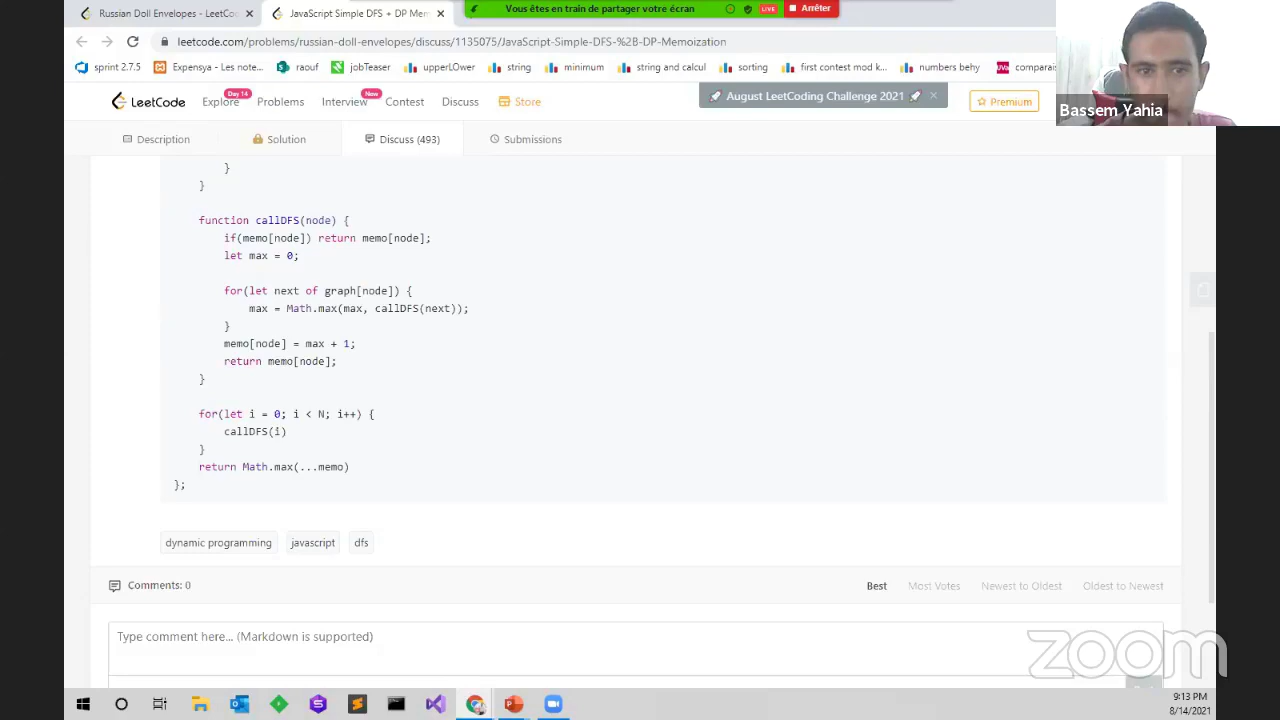 Russian Doll Envelopes - LeetCo
JavaScript Simple DFS + DP Mem
Vous êtes en train de partager votre écran
LIVE
Arrêter
leetcode.com/problems/russian-doll-envelopes/discuss/1135075/JavaScript-Simple-DFS-%2B-DP-Memoization
sprint 2.7.5
Expensya - Les note...
raouf
jobTeaser
upperLOwer
string
minimum
string and calcul
sorting
first contest mod k...
numbers behy
comparais
LeetCode
Explore
Day 14
Problems
Interview
New
Contest
Discuss
Store
August LeetCoding Challenge 2021
Premium
Bassem Yahia
Description
Solution
Discuss (493)
Submissions
}
}
function callDFS(node) {
if(memo[node]) return memo[node];
let max = 0;
for(let next of graph[node]) {
max = Math.max(max, callDFS(next));
}
memo[node] = max + 1;
return memo[node];
}
for(let i = 0; i < N; i++) {
callDFS(i)
}
return Math.max(...memo)
};
dynamic programming
javascript
dfs
Comments: 0
Best
Most Votes
Newest to Oldest
Oldest to Newest
Type comment here... (Markdown is supported)
zoom
9:13 PM
8/14/2021